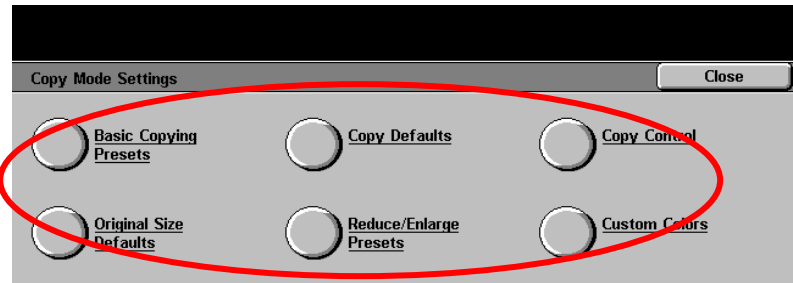 Copy Mode Settings
Close
Basic Copying
Presets
Copy Defaults
Copy Control
Original Size
Defaults
Reduce/Enlarge
Presets
Custom Colors